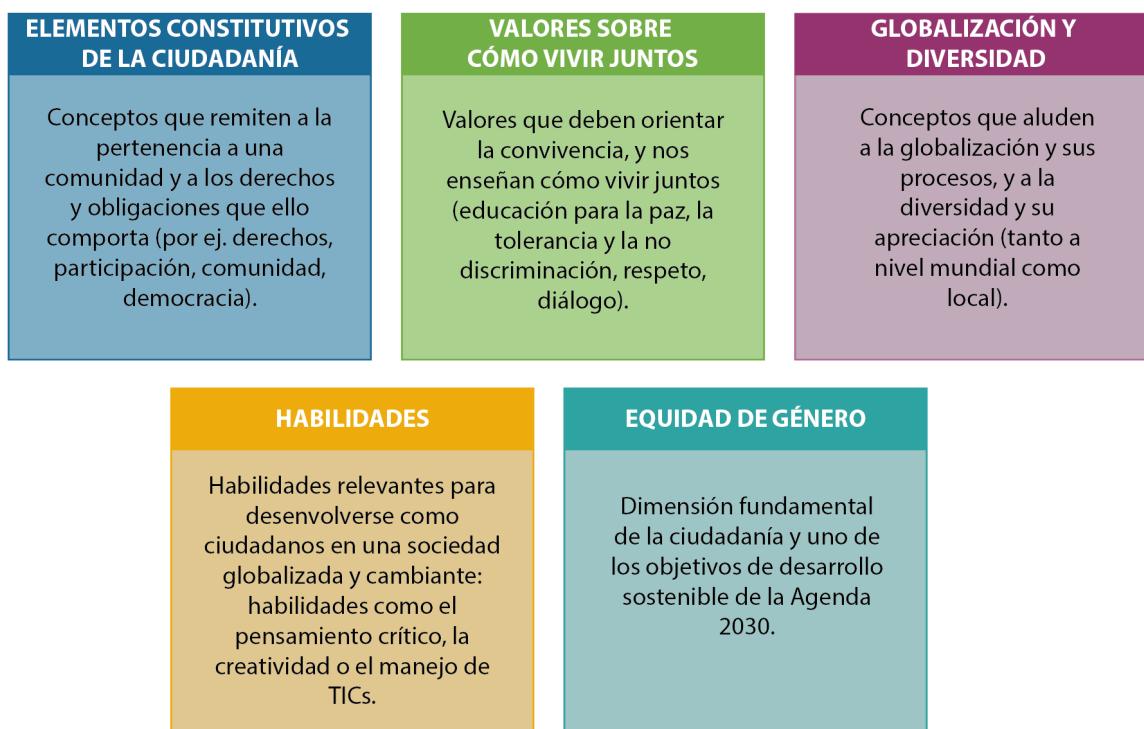 ELEMENTOS CONSTITUTIVOS
DE LA CIUDADANÍA
Conceptos que remiten a la
pertenencia a una
comunidad y a los derechos
y obligaciones que ello
comporta (por ej. derechos,
participación, comunidad,
democracia).
VALORES SOBRE
CÓMO VIVIR JUNTOS
Valores que deben orientar
la convivencia, y nos
enseñan cómo vivir juntos
(educación para la paz, la
tolerancia y la no
discriminación, respeto,
diálogo).
GLOBALIZACIÓN Y
DIVERSIDAD
Conceptos que aluden
a la globalización y sus
procesos, y a la
diversidad y su
apreciación (tanto a
nivel mundial como
local).
HABILIDADES
Habilidades relevantes para
desenvolverse como
ciudadanos en una sociedad
globalizada y cambiante:
habilidades como el
pensamiento crítico, la
creatividad o el manejo de
TICs.
EQUIDAD DE GÉNERO
Dimensión fundamental
de la ciudadanía y uno de
los objetivos de desarrollo
sostenible de la Agenda
2030.